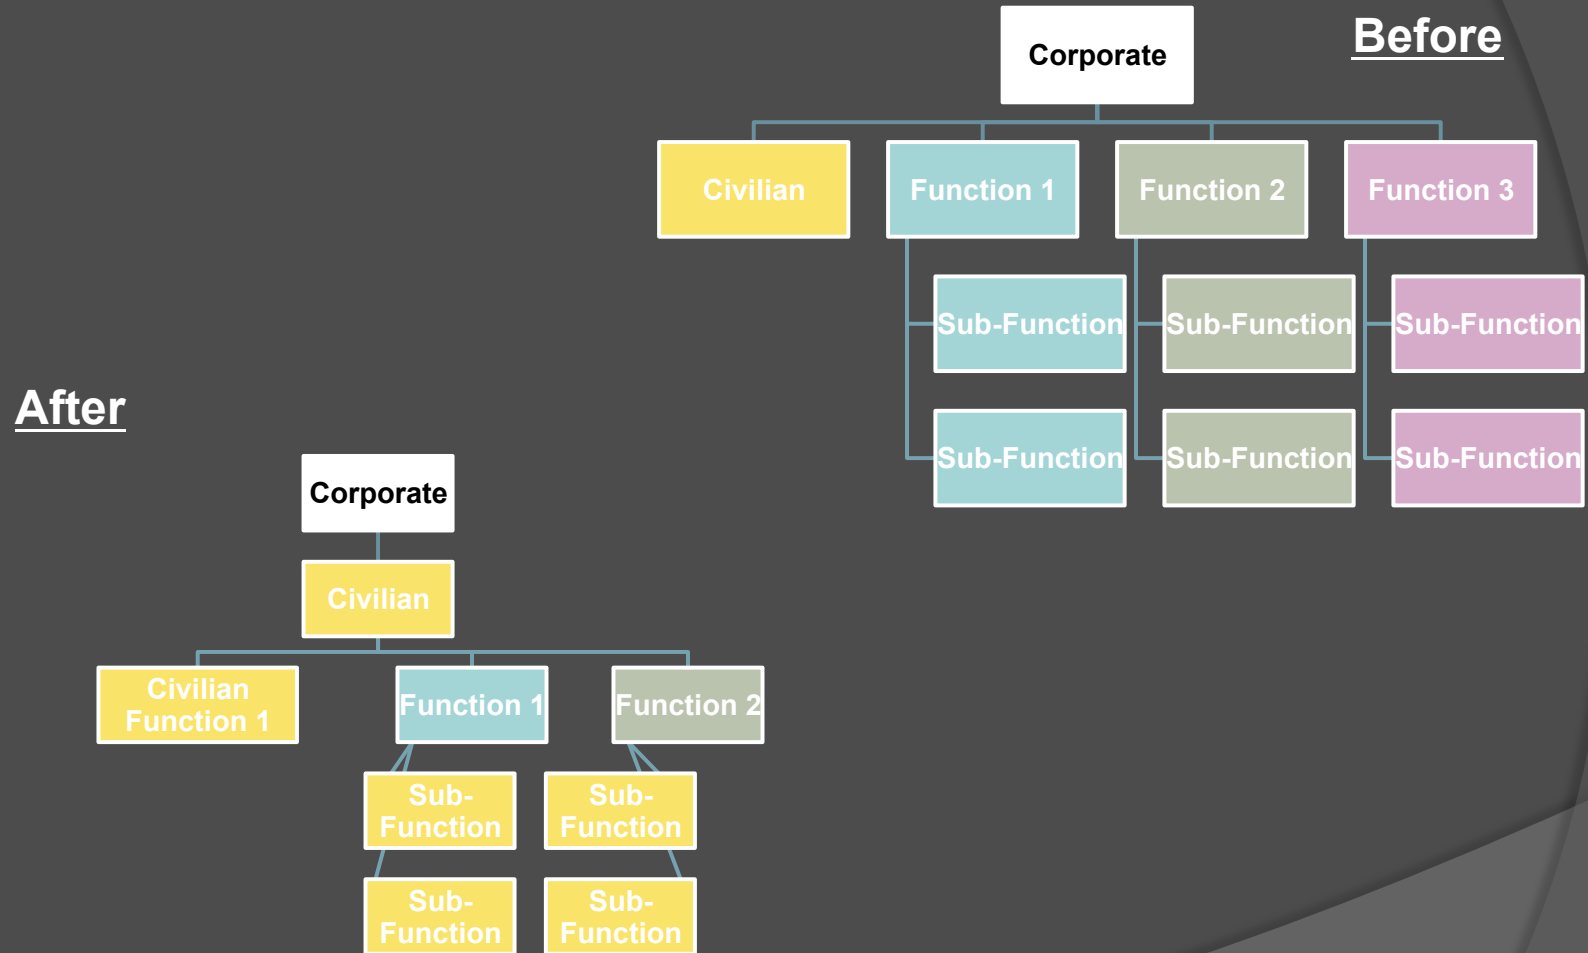 Before
Corporate
Civilian
Function 1
Function 2
Function 3
Sub-Function
Sub-Function
Sub-Function
Sub-Function
Sub-Function
Sub-Function
After
Corporate
Civilian
Civilian
Function 1
Function 1
Function 2
Sub-
Function
Sub-
Function
Sub-
Function
Sub-
Function